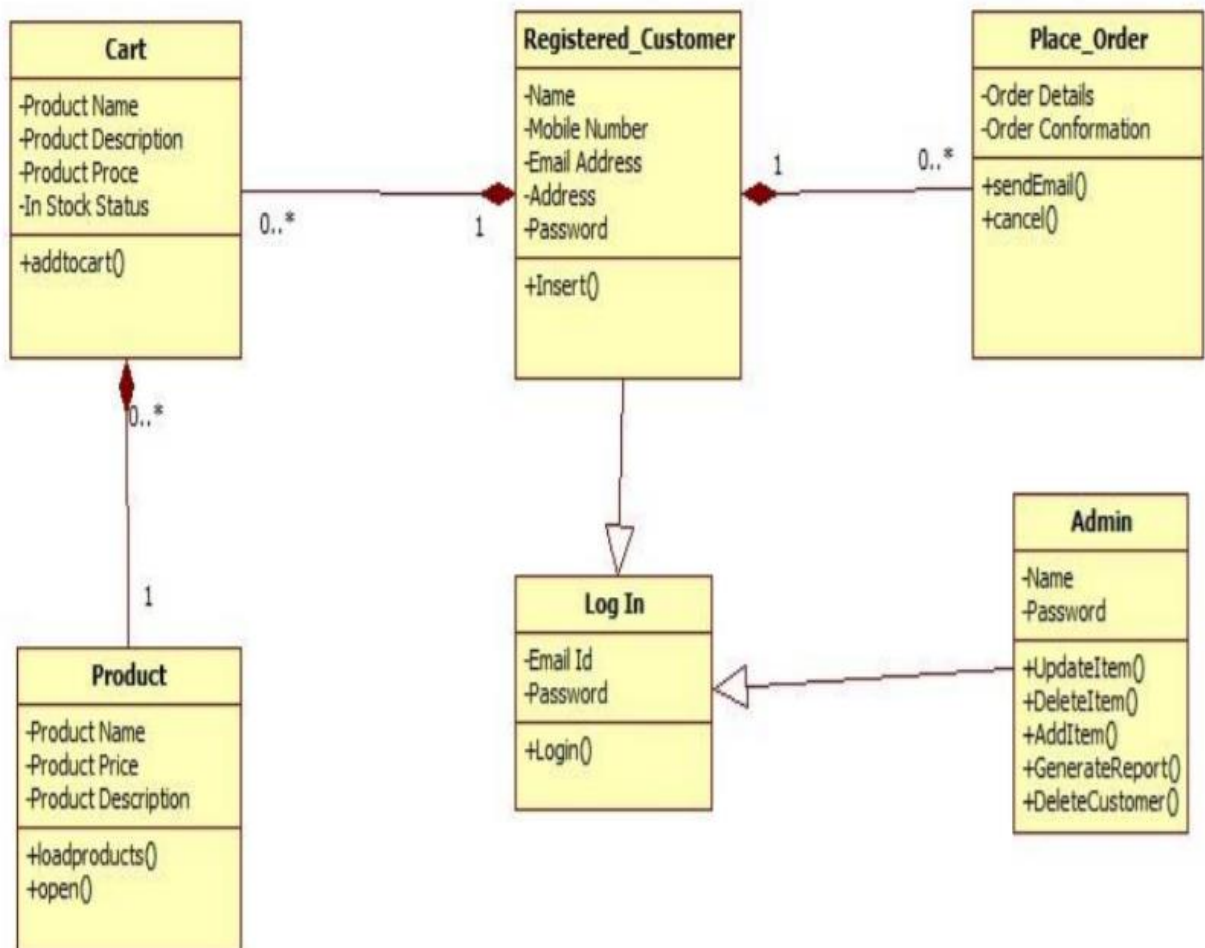 Cart
-Product Name
-Product Description
-Product Proce
-In Stock Status
+addtocart()
Registered_Customer
-Name
-Mobile Number
-Email Address
-Address
-Password
+Insert()
Place_Order
-Order Details
-Order Conformation
+sendEmail()
+cancel()
0..*
1
1
0..*
0..*
1
Product
-Product Name
-Product Price
-Product Description
+loadproducts()
+open()
Log In
-Email Id
-Password
+Login()
Admin
-Name
-Password
+UpdateItem()
+DeleteItem()
+AddItem()
+GenerateReport()
+DeleteCustomer()